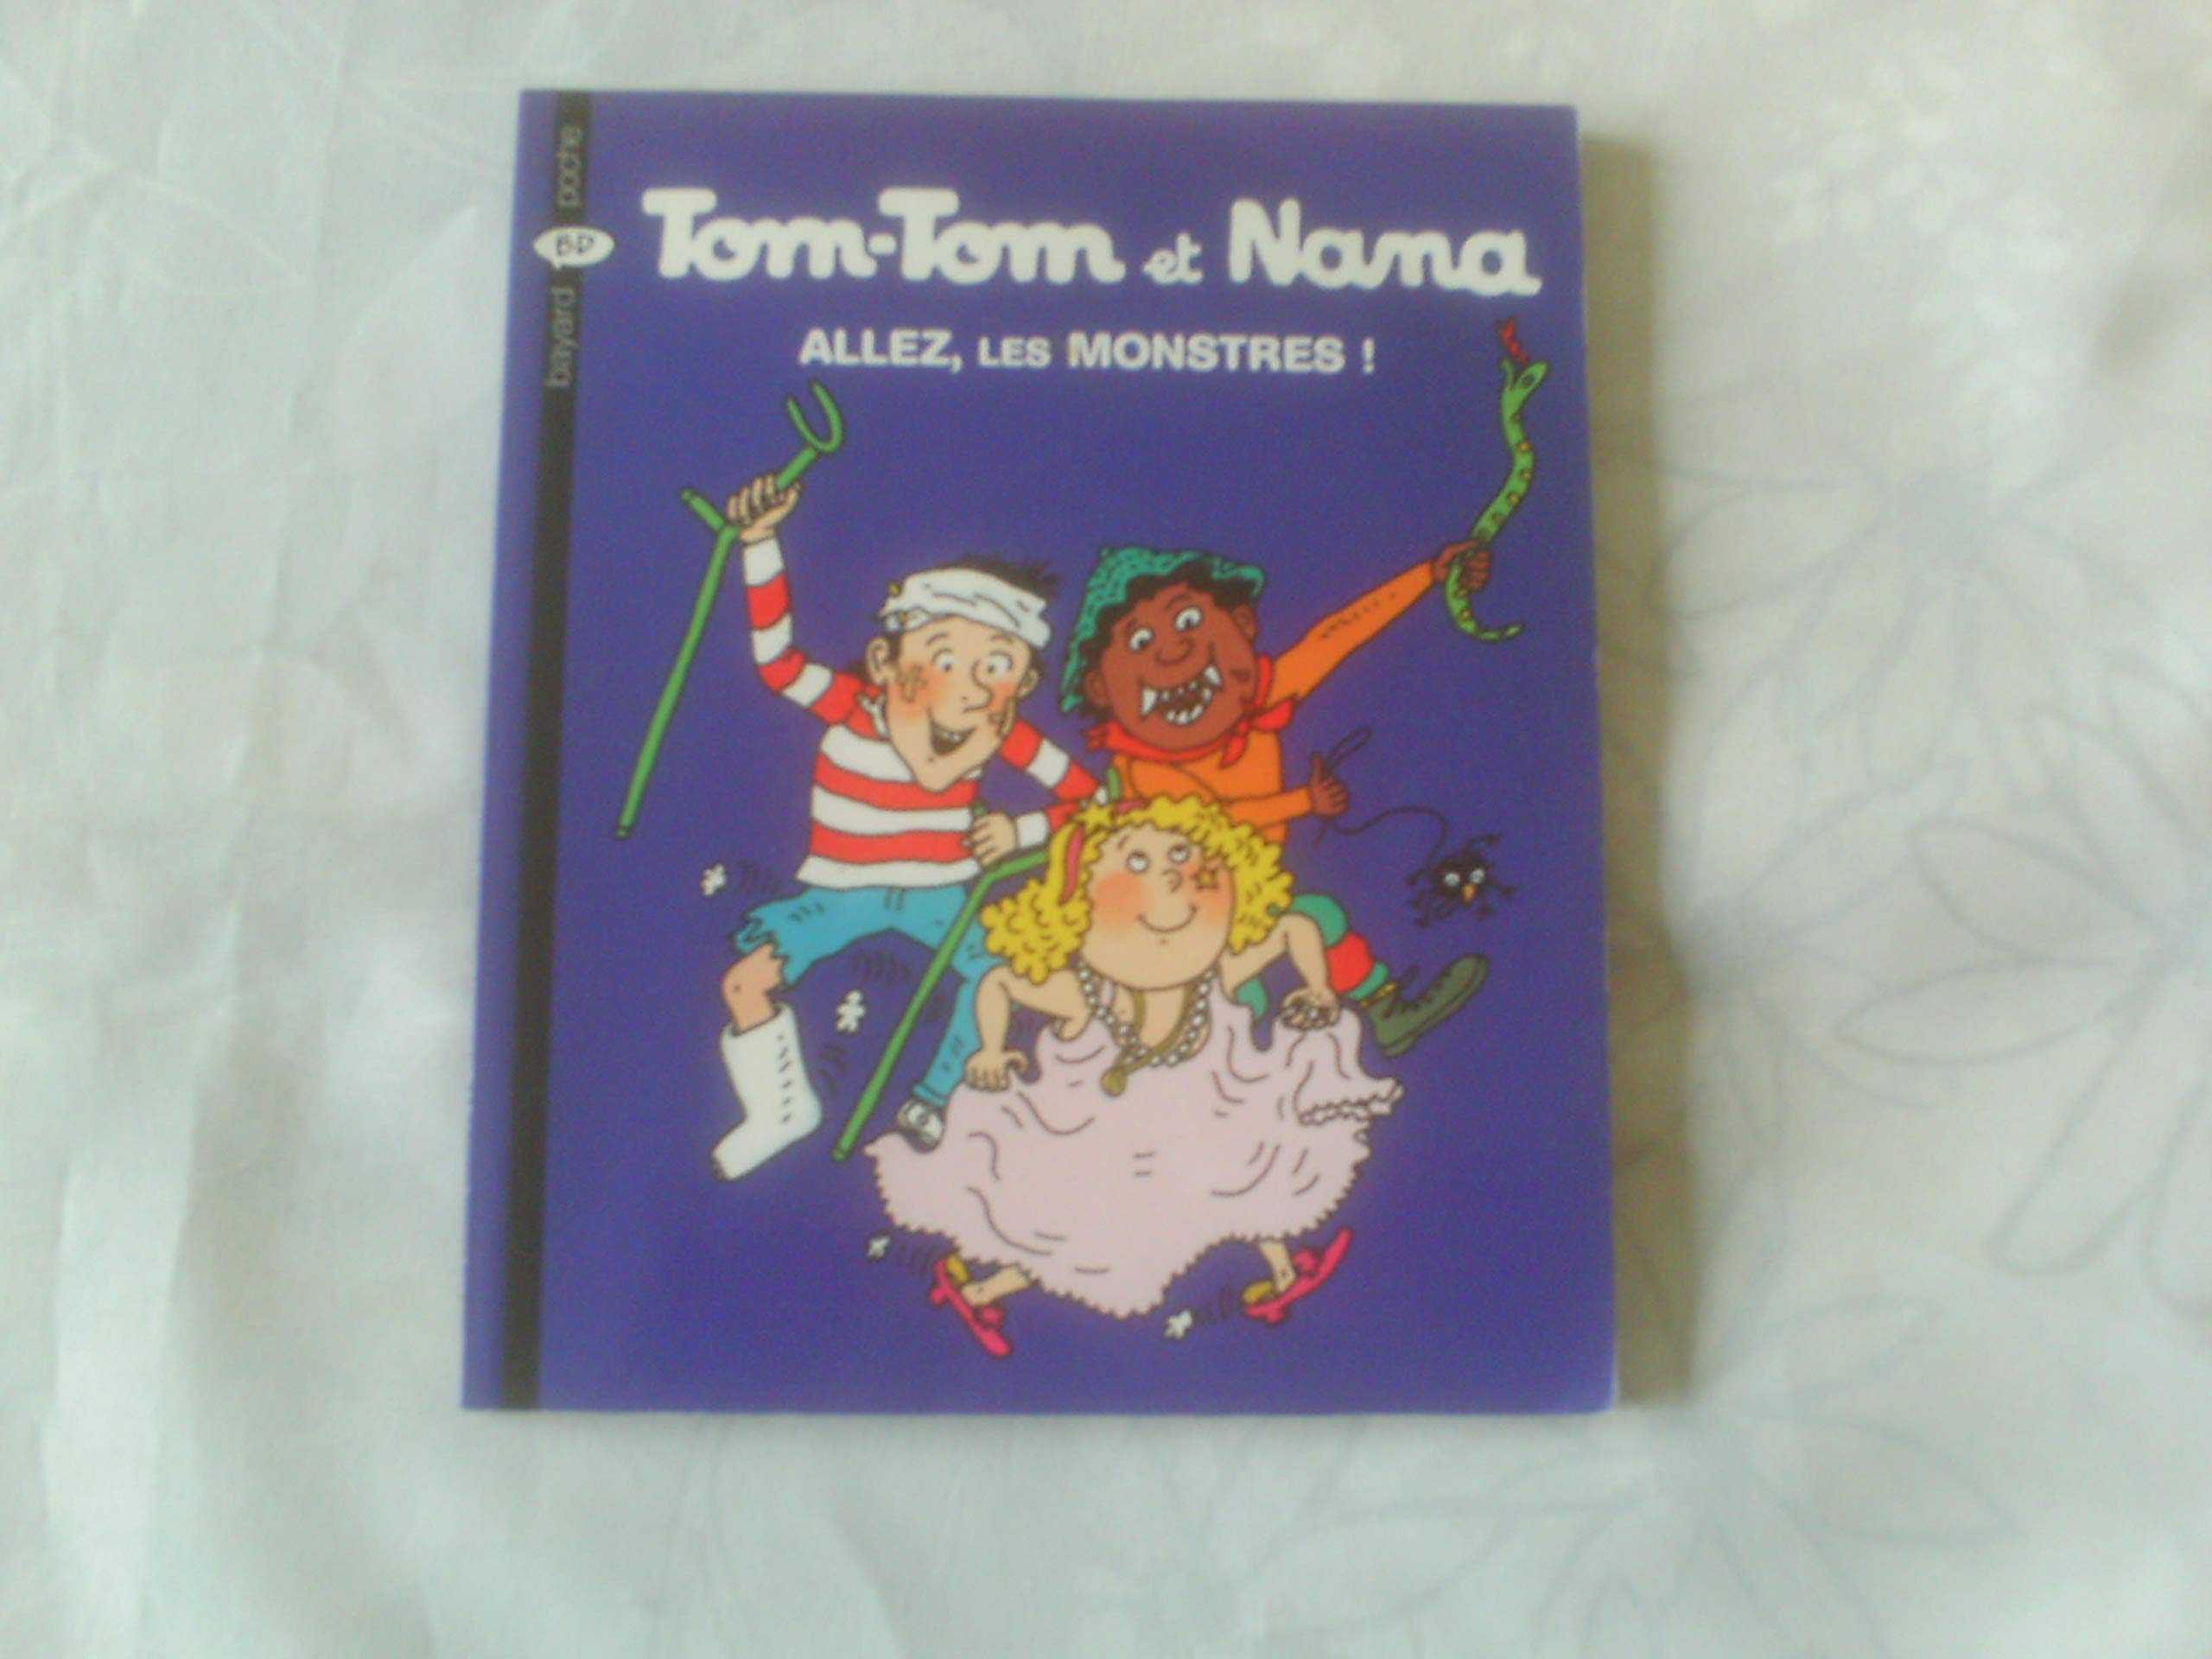 Tom-Tom et Nana
ALLEZ, LES MONSTRES !
bayard BD poche